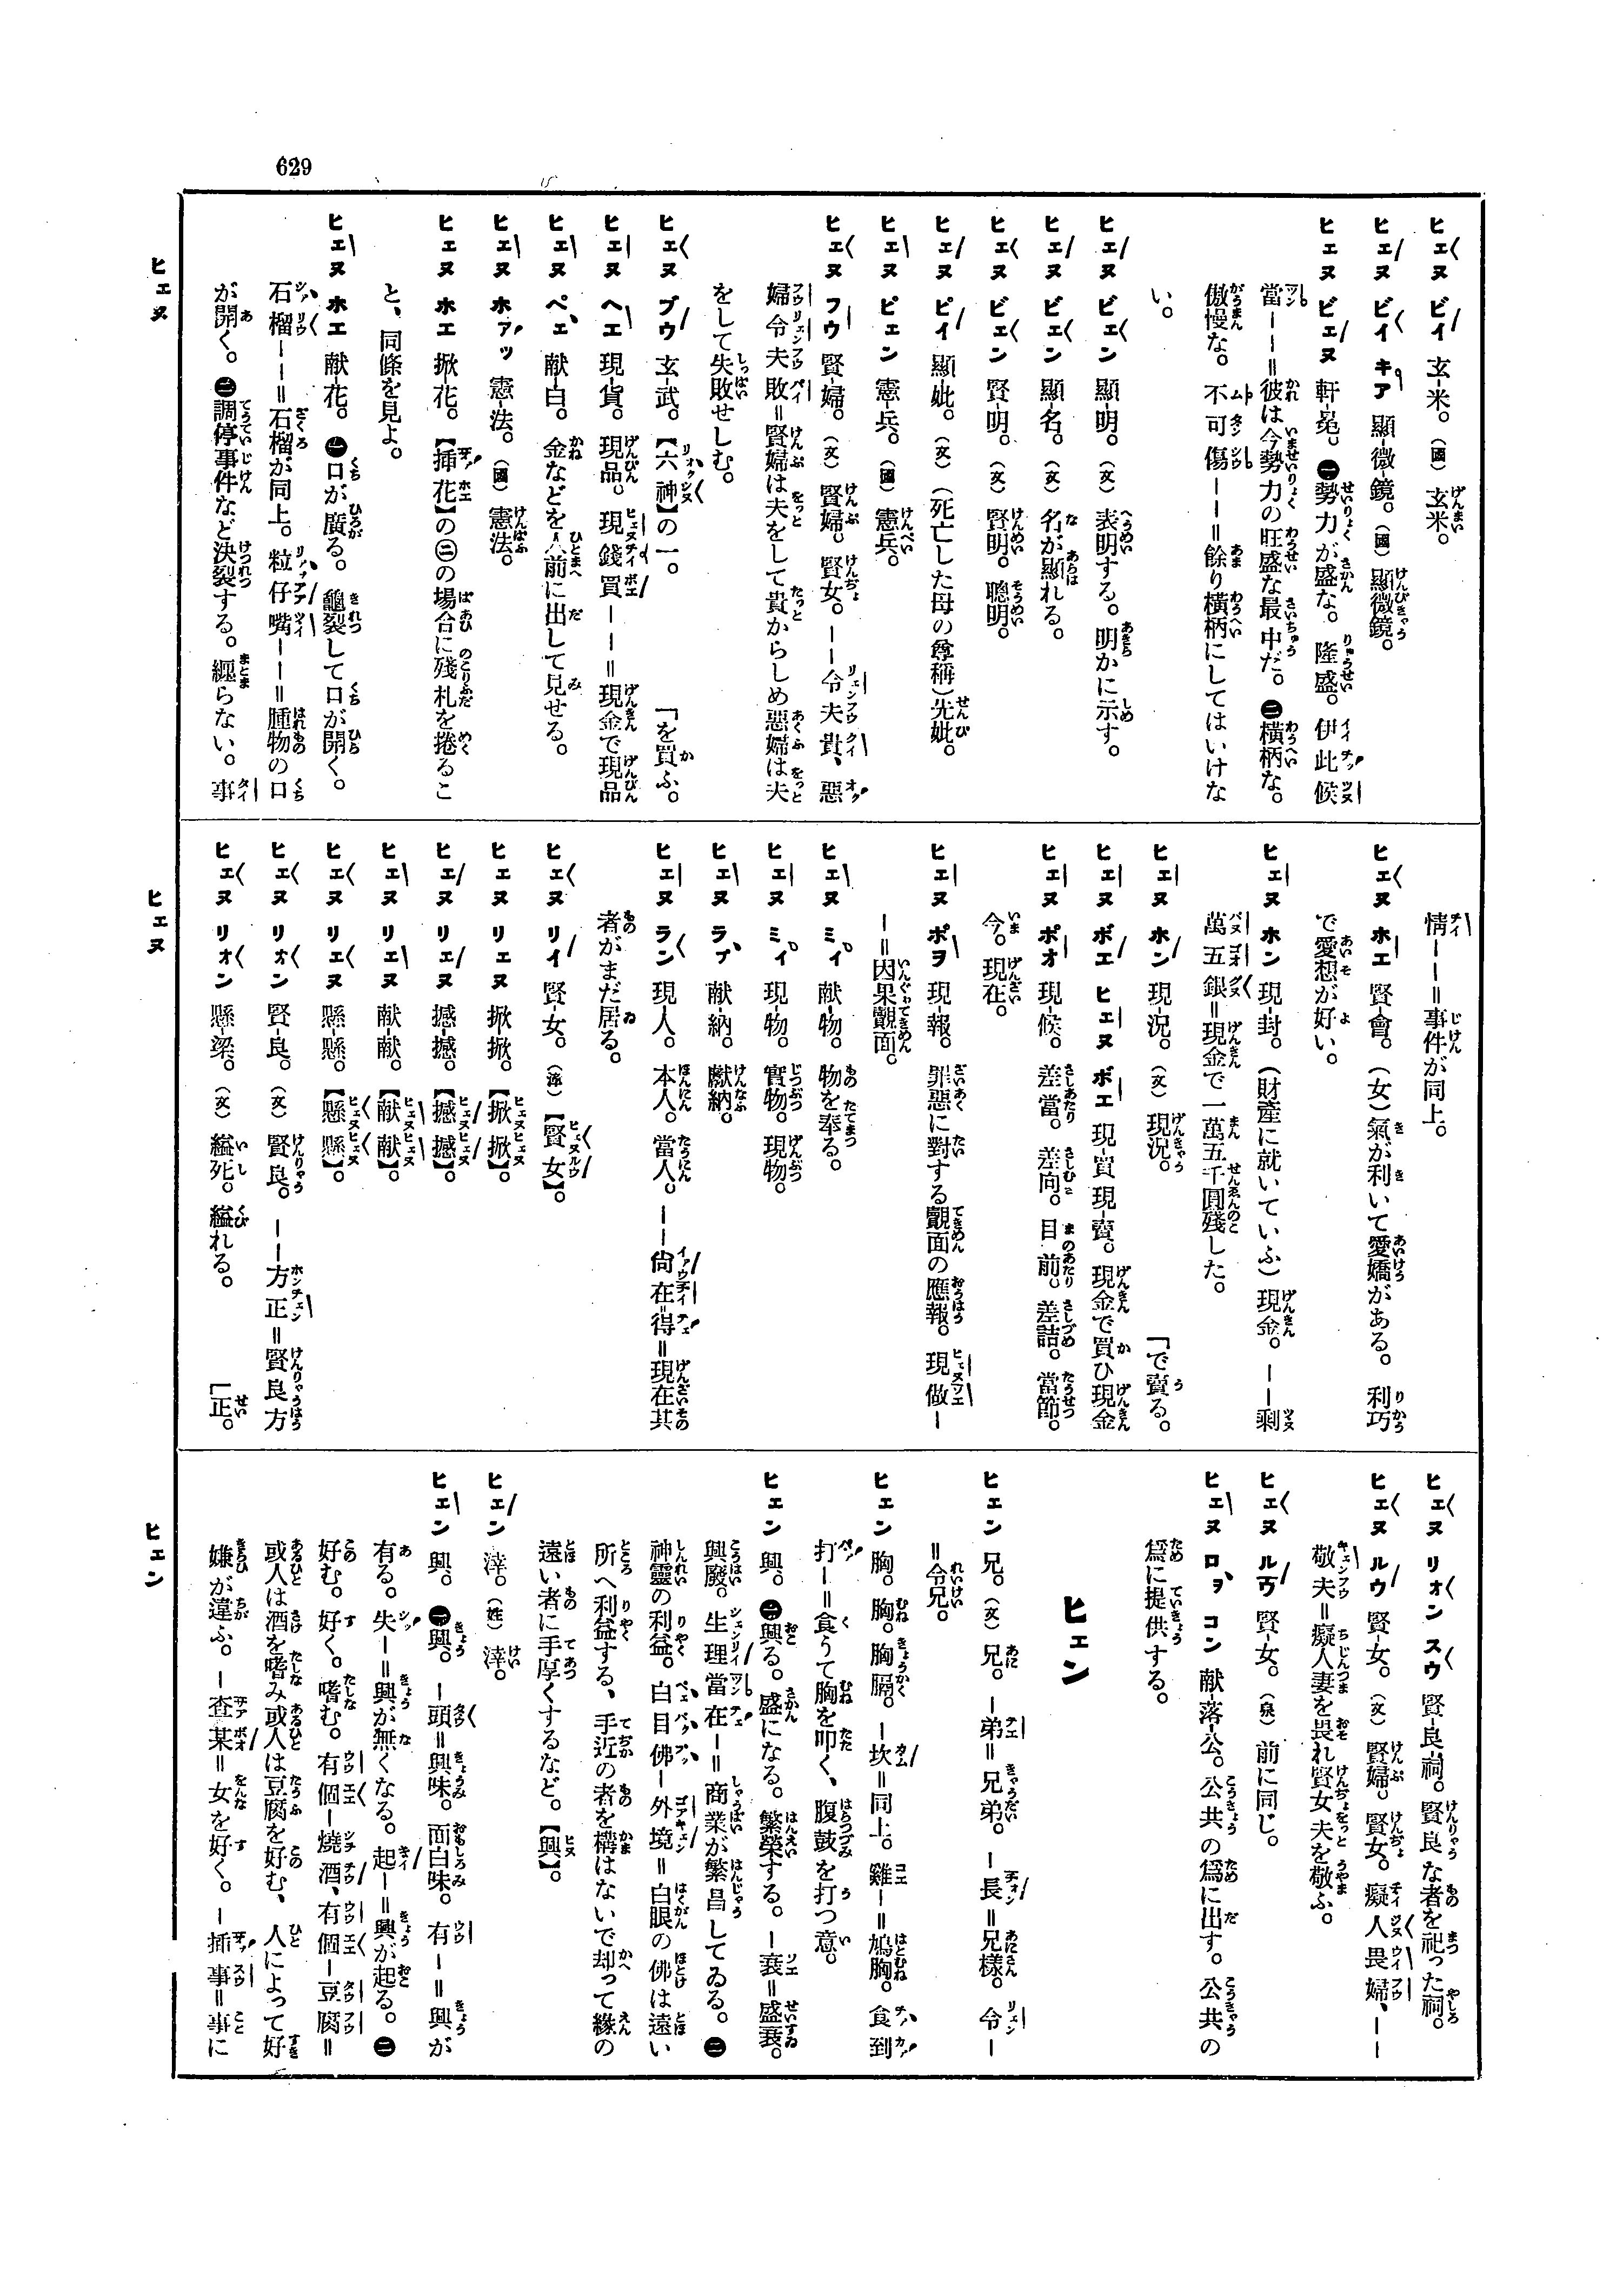 629
ヒエヌ ビイ 玄-米。（國）玄米。
ヒエヌ ビイ キア 顯-微-鏡。（國）顯微鏡。
ヒエヌ ビエヌ 軒-冕。㊀勢力が盛な。隆盛。伊此候
當－－＝彼は今勢力の旺盛な最中だ。㊁橫柄な。
傲慢な。不可傷－－＝餘り橫柄にしてはいけな
い。
ヒエヌ ビエン 顯-明。（文）表明する。明かに示す。
ヒエヌ ビエン 顯-名。（文）名が顯れる。
ヒエヌ ビエン 賢-明。（文）賢明。聰明。
ヒエヌ ピイ 顯-妣。（文）（死亡した母の尊稱）先妣。
ヒエヌ ピエン 憲-兵。（國）憲兵。
ヒエヌ フウ 賢-婦。（文）賢婦。賢女。－－令夫貴、惡
婦令夫敗＝賢婦は夫をして貴からしめ惡婦は夫
をして失敗せしむ。
ヒエヌ ブウ 玄-武。【六神】の一。 「を買ふ。
ヒエヌ ヘエ 現-貨。現品。現錢買－－＝現金で現品
ヒエヌ ペエ 献-白。金などを人前に出して見せる。
ヒエヌ ホアッ 憲-法。（國）憲法。
ヒエヌ ホエ 掀-花。【揷花】の㊁の場合に殘札を捲るこ
と、同條を見よ。
ヒエヌ ホエ 献-花。㊀口が廣る。龜裂して口が開く。
石榴－－＝石榴が同上。粒仔嘴－－＝腫物の口
が開く。㊁調停事件など決裂する。纒らない。事
情－－＝事件が同上。
ヒエヌ ホエ 賢-會。（女）氣が利いて愛嬌がある。利巧
で愛想が好い。
ヒエヌ ホン 現-封。（財產に就いていふ）現金。－－剩
萬五銀＝現金で一萬五千圓殘した。
ヒエヌ ホン 現-況。（文）現況。 「で賣る。
ヒエヌ ボエ ヒエヌ ボエ 現-買現-賣。現金で買ひ現金
ヒエヌ ポオ 現-候。差當。差向。目前。差詰。當節。
今。現在。
ヒエヌ ポヲ 現-報。罪惡に對する覿面の應報。現做－
－＝因果覿面。
ヒエヌ ミイ 献-物。物を奉る。
ヒエヌ ミイ 現-物。實物。現物。
ヒエヌ ラプ 献-納。獻納。
ヒエヌ ラン 現-人。本人。當人。－－尙在得＝現在其
者がまだ居る。
ヒエヌ リイ 賢-女。（漳）【賢女】。
ヒエヌ リエヌ 掀-掀。【掀掀】。
ヒエヌ リエヌ 撼-撼。【撼撼】。
ヒエヌ リエヌ 献-献。【献献】。
ヒエヌ リエヌ 懸-懸。【懸懸】。
ヒエヌ リオン 賢-良。（文）賢良。－－方正＝賢良方
ヒエヌ リオン 懸-梁。（文）縊死。縊れる。 「正。
ヒエヌ リオン スウ 賢-良-祠。賢良な者を祀った祠。
ヒエヌ ルウ 賢-女。（文）賢婦。賢女。癡人畏婦、－－
敬夫＝癡人妻を畏れ賢女夫を敬ふ。
ヒエヌ ルウ 賢-女。（泉）前に同じ。
ヒエヌ ロヲ コン 献-落-公。公共の爲に出す。公共の
爲に提供する。
ヒエン
ヒエン 兄。（文）兄。－弟＝兄弟。－長＝兄樣。令－
＝令兄。
ヒエン 胸。胸。胸膈。－坎＝同上。雞－＝鳩胸。食到
打－＝食うて胸を叩く、腹鼓を打つ意。
ヒエン 興。㊀興る。盛になる。繁榮する。－衰＝盛衰。
興廢。生理當在－＝商業が繁昌してゐる。㊁
神靈の利益。白目佛－外境＝白眼の佛は遠い
所へ利益する、手近の者を構はないで却って緣の
遠い者に手厚くするなど。【興】。
ヒエン 滓。（姓）滓。
ヒエン 興。㊀興。－頭＝興味。面白味。有－＝興が
有る。失－＝興が無くなる。起－＝興が起る。㊁
好む。好く。嗜む。有個－燒酒、有個－豆腐＝
或人は酒を嗜み或人は豆腐を好む、人によって好
嫌が違ふ。－查某＝女を好く。－揷事＝事に
ヒエヌ
ヒエヌ
ヒエン